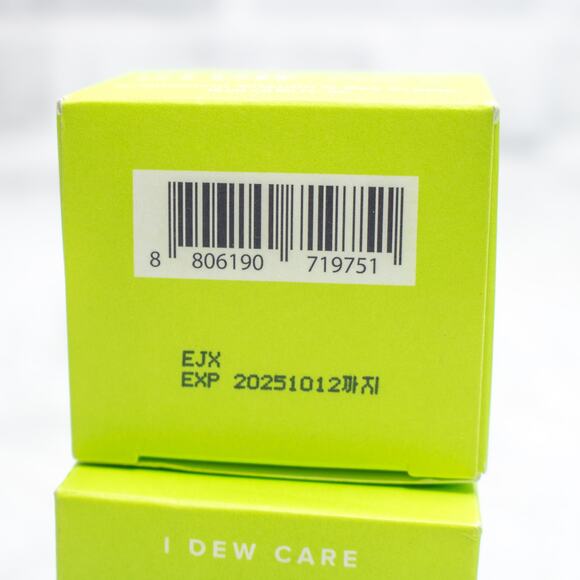 8 806190 719751
EJX
EXP 20251012까지
I DEW CARE